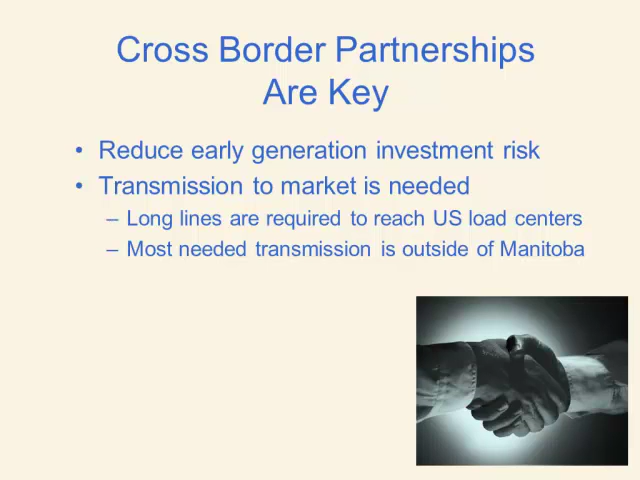 Cross Border Partnerships
Are Key
• Reduce early generation investment risk
• Transmission to market is needed
– Long lines are required to reach US load centers
– Most needed transmission is outside of Manitoba